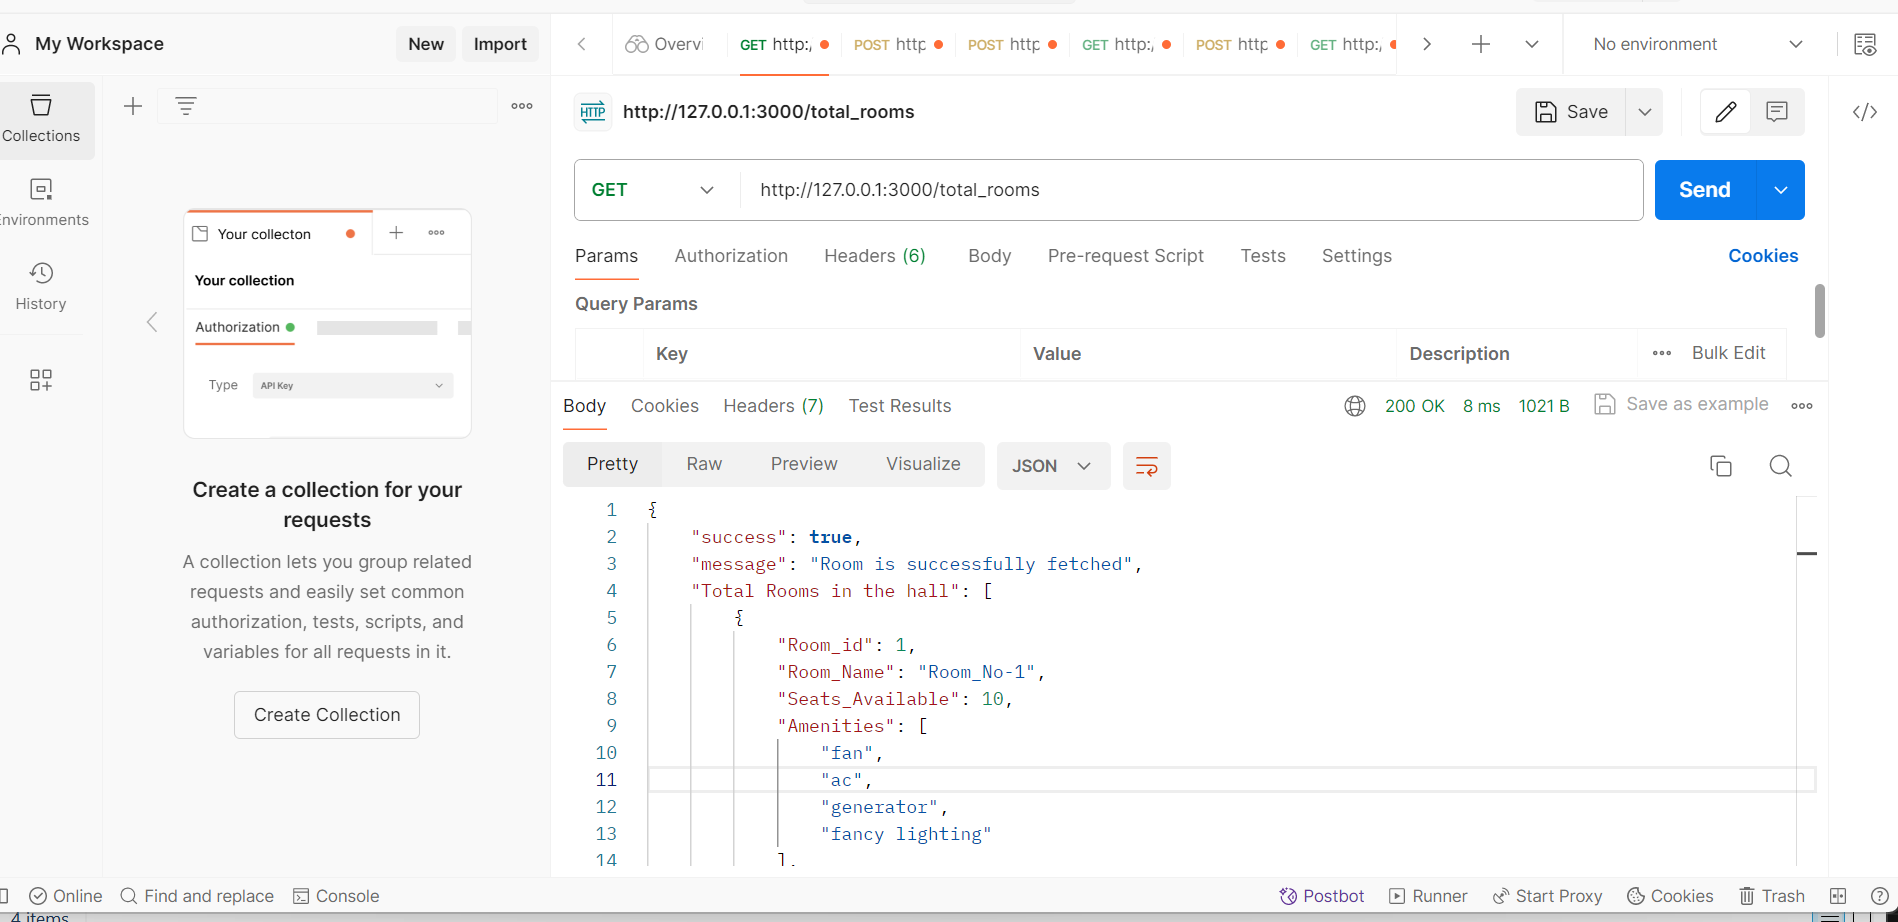 My Workspace
New
Import
Overvi
GET http:/
POST http
POST http
GET http:/
POST http
GET http:/
No environment
Collections
HTTP
http://127.0.0.1:3000/total_rooms
Save
GET
http://127.0.0.1:3000/total_rooms
Send
Environments
History
Your collecton
Your collection
Authorization
Type
API Key
Create a collection for your
requests
A collection lets you group related
requests and easily set common
authorization, tests, scripts, and
variables for all requests in it.
Create Collection
Params
Authorization
Headers (6)
Body
Pre-request Script
Tests
Settings
Cookies
Query Params
Key
Value
Description
Bulk Edit
Body
Cookies
Headers (7)
Test Results
200 OK
8 ms
1021 B
Save as example
Pretty
Raw
Preview
Visualize
JSON
1 {
2 "success": true,
3 "message": "Room is successfully fetched",
4 "Total Rooms in the hall": [
5 {
6 "Room_id": 1,
7 "Room_Name": "Room_No-1",
8 "Seats_Available": 10,
9 "Amenities": [
10 "fan",
11 "ac",
12 "generator",
13 "fancy lighting"
14 ],
Online
Find and replace
Console
Postbot
Runner
Start Proxy
Cookies
Trash
4 items